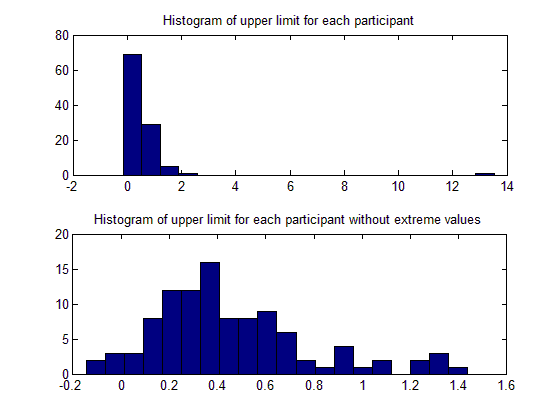 Histogram of upper limit for each participant
80
60
40
20
0
-2 0 2 4 6 8 10 12 14
Histogram of upper limit for each participant without extreme values
20
15
10
5
0
-0.2 0 0.2 0.4 0.6 0.8 1 1.2 1.4 1.6